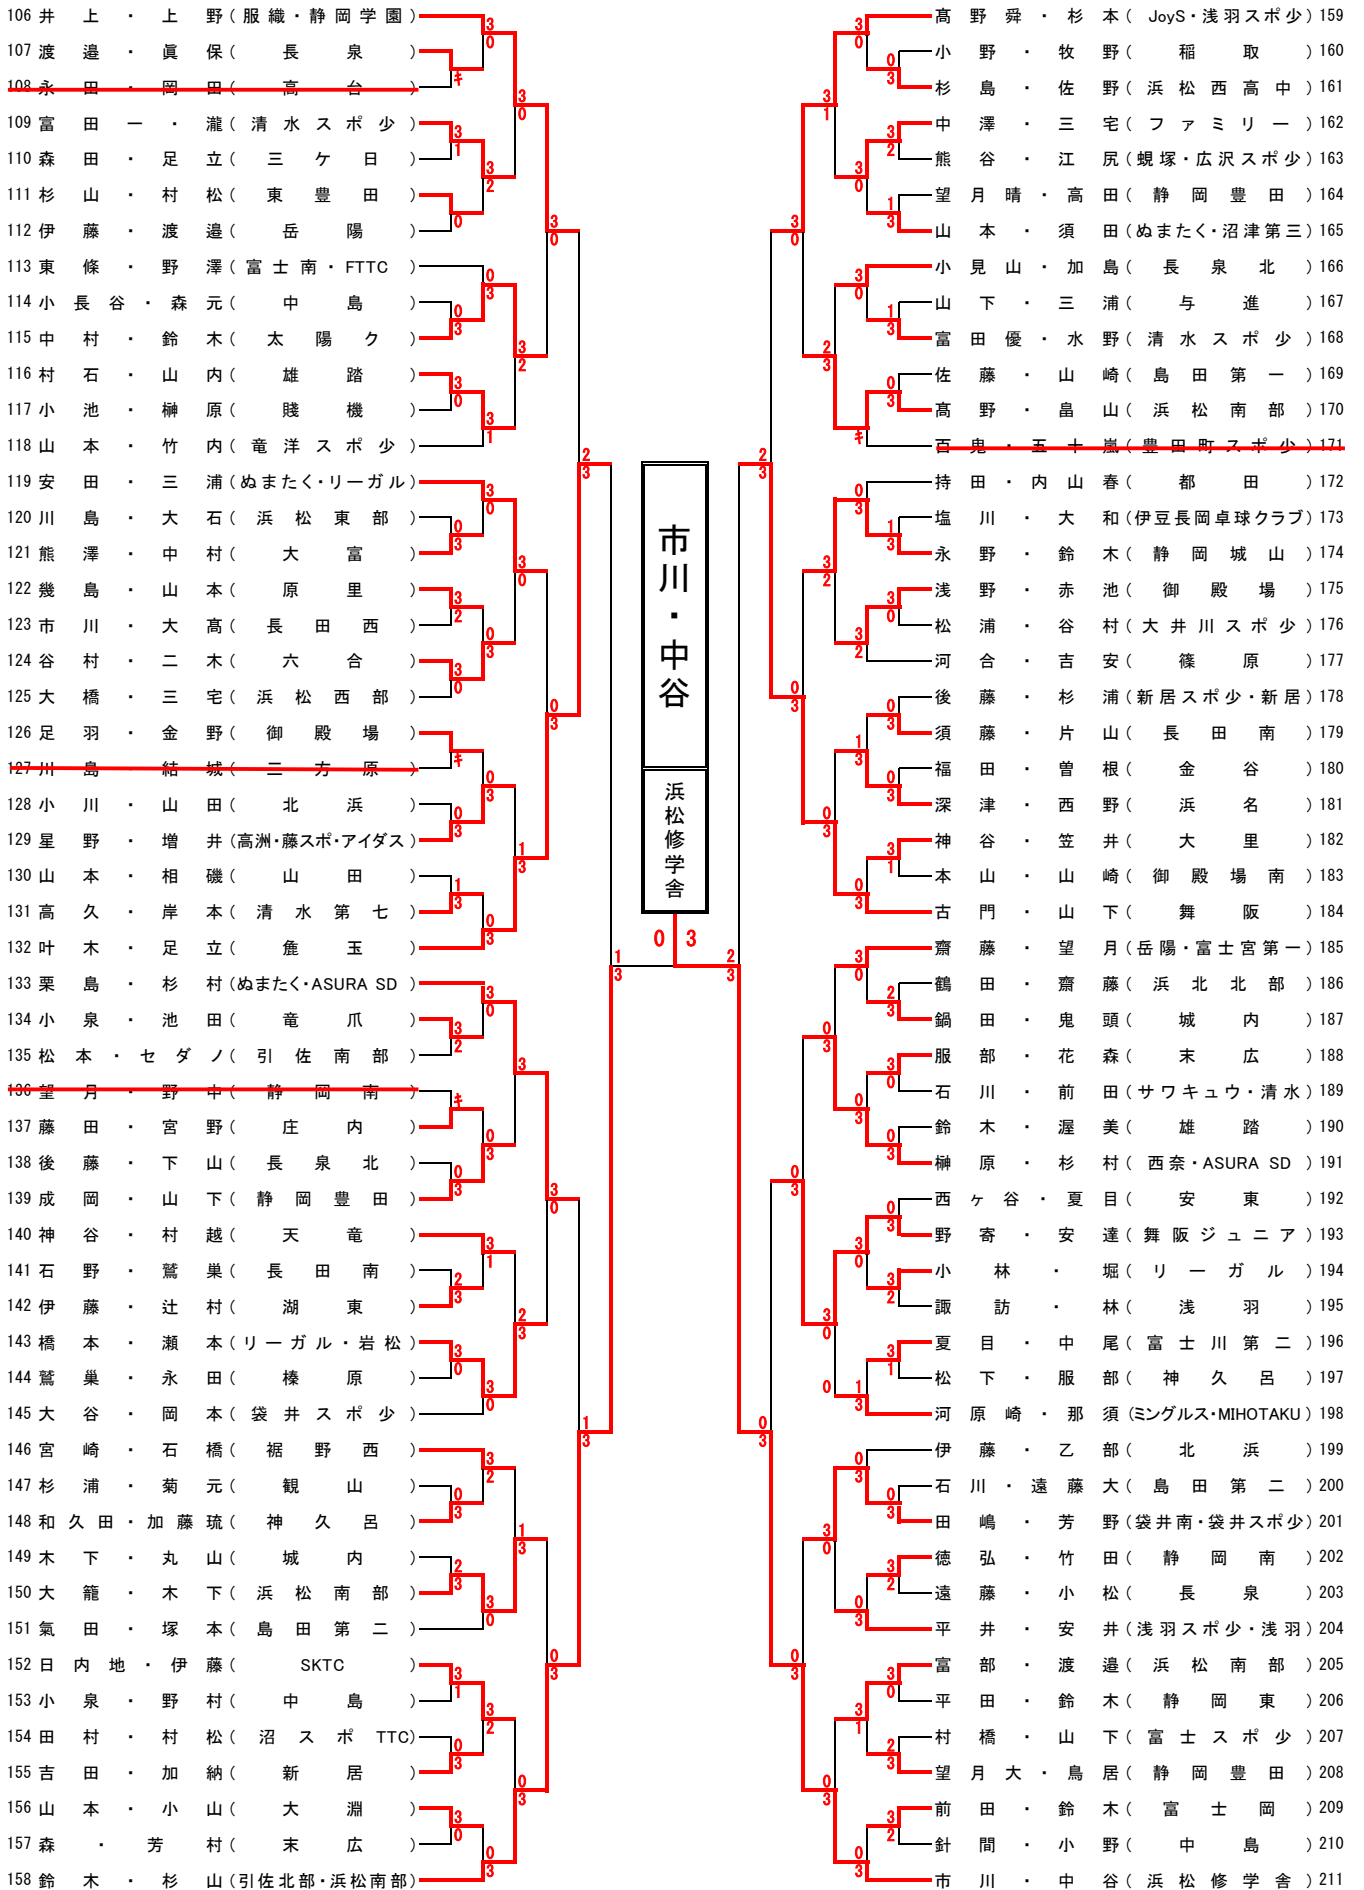 106 井上・上野(服織・静岡学園)
107 渡邉・眞保(長泉)
108 永田・岡田(高台)
109 富田一・瀧(清水スポ少)
110 森田・足立(三ケ日)
111 杉山・村松(東豊田)
112 伊藤・渡邉(岳陽)
113 東條・野澤(富士南・FTTC)
114 小長谷・森元(中島)
115 中村・鈴木(太陽ク)
116 村石・山内(雄踏)
117 小池・榊原(賤機)
118 山本・竹内(竜洋スポ少)
119 安田・三浦(ぬまたく・リーガル)
120 川島・大石(浜松東部)
121 熊澤・中村(大富)
122 幾島・山本(原里)
123 市川・大髙(長田西)
124 谷村・二木(六合)
125 大橋・三宅(浜松西部)
126 足羽・金野(御殿場)
127 川島・結城(三方原)
128 小川・山田(北浜)
129 星野・増井(高洲・藤スポ・アイダス)
130 山本・相磯(山田)
131 高久・岸本(清水第七)
132 叶木・足立(麁玉)
133 栗島・杉村(ぬまたく・ASURA SD)
134 小泉・池田(竜爪)
135 松本・セダノ(引佐南部)
136 望月・野中(静岡南)
137 藤田・宮野(庄内)
138 後藤・下山(長泉北)
139 成岡・山下(静岡豊田)
140 神谷・村越(天竜)
141 石野・鷲巣(長田南)
142 伊藤・辻村(湖東)
143 橋本・瀬本(リーガル・岩松)
144 鷲巣・永田(榛原)
145 大谷・岡本(袋井スポ少)
146 宮崎・石橋(裾野西)
147 杉浦・菊元(観山)
148 和久田・加藤琉(神久呂)
149 木下・丸山(城内)
150 大籠・木下(浜松南部)
151 氣田・塚本(島田第二)
152 日内地・伊藤(SKTC)
153 小泉・野村(中島)
154 田村・村松(沼スポTTC)
155 吉田・加納(新居)
156 山本・小山(大淵)
157 森・芳村(末広)
158 鈴木・杉山(引佐北部・浜松南部)
市川・中谷
浜松修学舎
0 3
髙野舜・杉本(JoyS・浅羽スポ少)159
小野・牧野(稲取)160
杉島・佐野(浜松西高中)161
中澤・三宅(ファミリー)162
熊谷・江尻(蜆塚・広沢スポ少)163
望月晴・高田(静岡豊田)164
山本・須田(ぬまたく・沼津第三)165
小見山・加島(長泉北)166
山下・三浦(与進)167
富田優・水野(清水スポ少)168
佐藤・山崎(島田第一)169
髙野・畠山(浜松南部)170
百鬼・五十嵐(豊田町スポ少)171
持田・内山春(都田)172
塩川・大和(伊豆長岡卓球クラブ)173
永野・鈴木(静岡城山)174
浅野・赤池(御殿場)175
松浦・谷村(大井川スポ少)176
河合・吉安(篠原)177
後藤・杉浦(新居スポ少・新居)178
須藤・片山(長田南)179
福田・曽根(金谷)180
深津・西野(浜名)181
神谷・笠井(大里)182
本山・山崎(御殿場南)183
古門・山下(舞阪)184
齋藤・望月(岳陽・富士宮第一)185
鶴田・齋藤(浜北北部)186
鍋田・鬼頭(城内)187
服部・花森(末広)188
石川・前田(サワキュウ・清水)189
鈴木・渥美(雄踏)190
榊原・杉村(西奈・ASURA SD)191
西ヶ谷・夏目(安東)192
野寄・安達(舞阪ジュニア)193
小林・堀(リーガル)194
諏訪・林(浅羽)195
夏目・中尾(富士川第二)196
松下・服部(神久呂)197
河原崎・那須(ミングルス・MIHOTAKU)198
伊藤・乙部(北浜)199
石川・遠藤大(島田第二)200
田嶋・芳野(袋井南・袋井スポ少)201
徳弘・竹田(静岡南)202
遠藤・小松(長泉)203
平井・安井(浅羽スポ少・浅羽)204
富部・渡邉(浜松南部)205
平田・鈴木(静岡東)206
村橋・山下(富士スポ少)207
望月大・鳥居(静岡豊田)208
前田・鈴木(富士岡)209
針間・小野(中島)210
市川・中谷(浜松修学舎)211